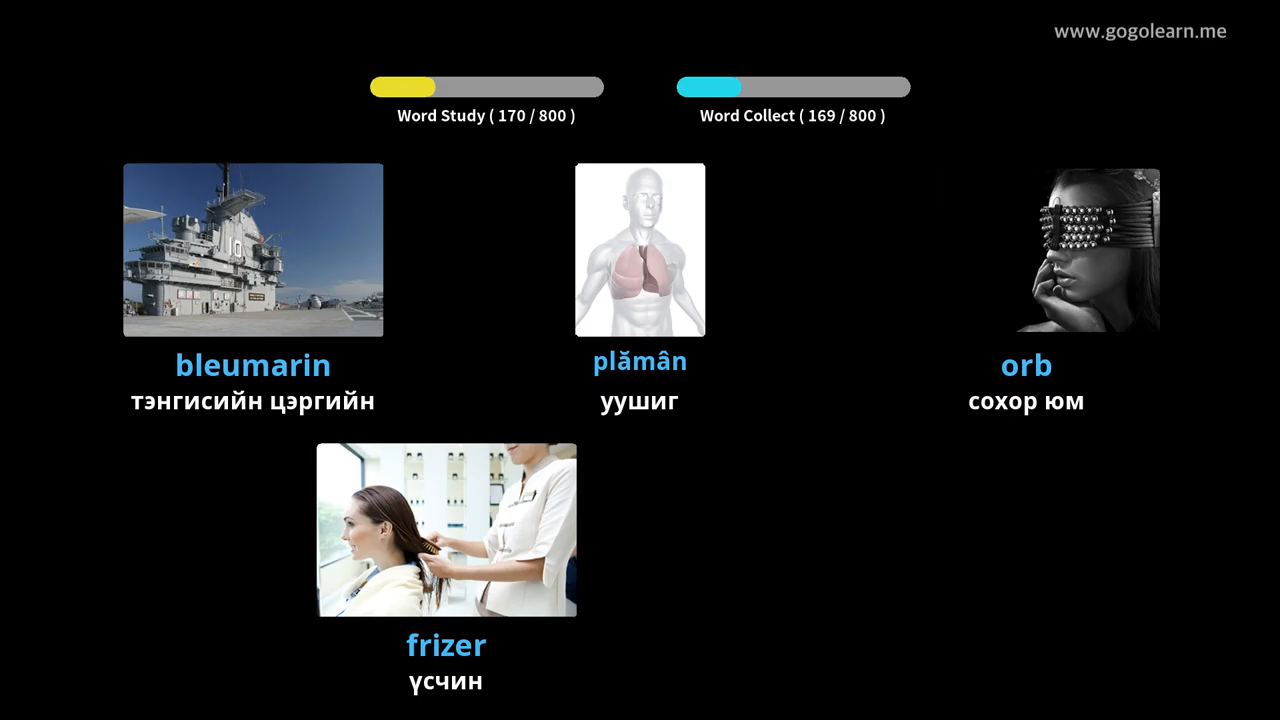 www.gogolearn.me
Word Study ( 170 / 800 )
Word Collect ( 169 / 800 )
10
bleumarin
тэнгисийн цэргийн
plămân
уушиг
orb
сохор юм
frizer
үсчин